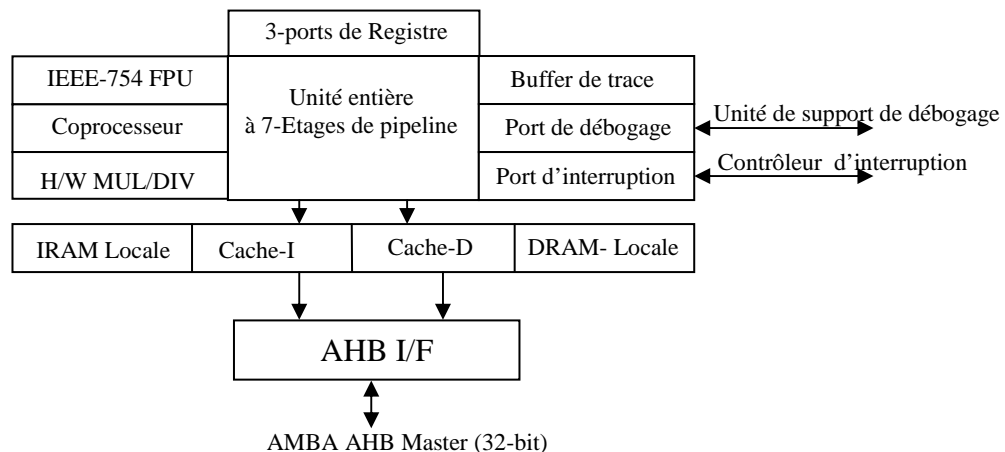 3-ports de Registre
IEEE-754 FPU
Unité entière
à 7-Etages de pipeline
Buffer de trace
Coprocesseur
Port de débogage
Unité de support de débogage
H/W MUL/DIV
Port d’interruption
Contrôleur d’interruption
IRAM Locale
Cache-I
Cache-D
DRAM- Locale
AHB I/F
AMBA AHB Master (32-bit)